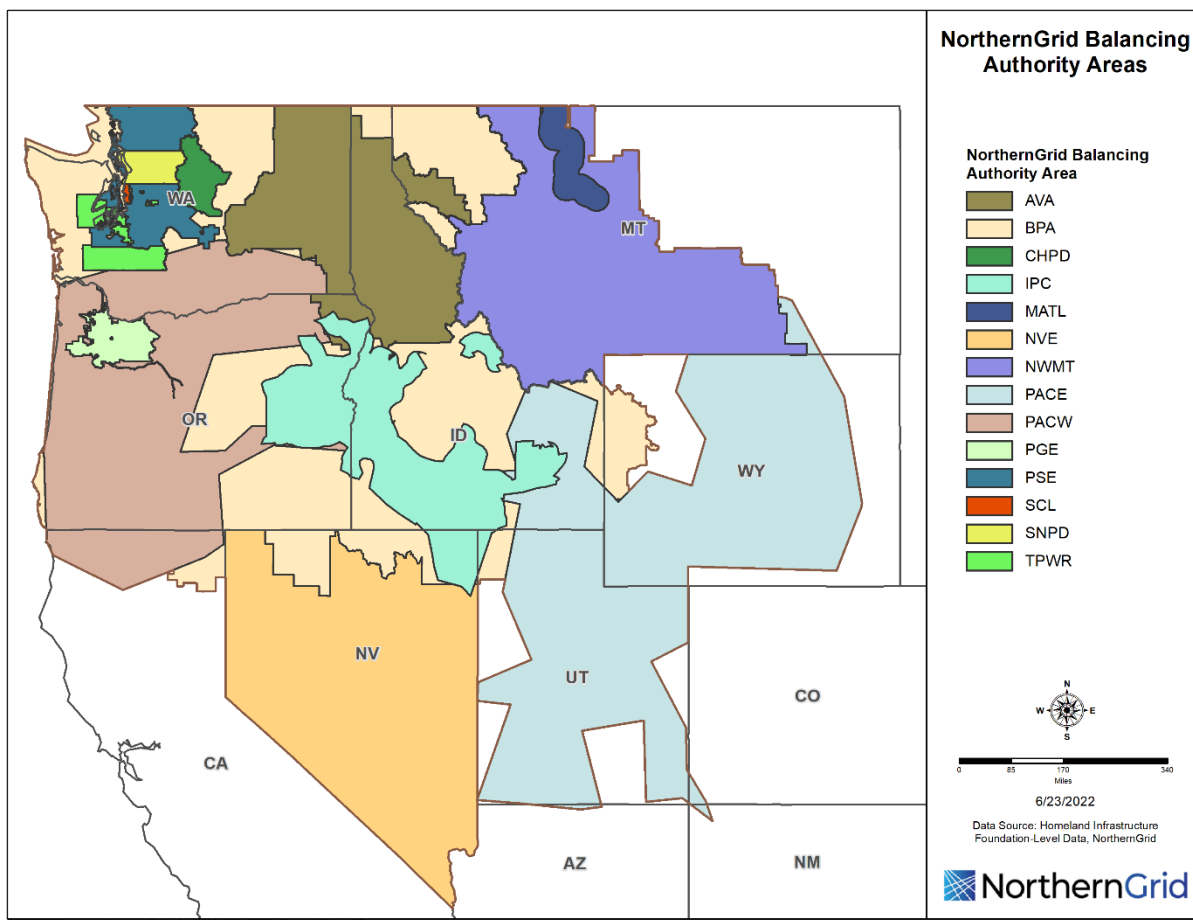 NorthernGrid Balancing
Authority Areas
NorthernGrid Balancing
Authority Area
AVA
BPA
CHPD
IPC
MATL
NVE
NWMT
PACE
PACW
PGE
PSE
SCL
SNPD
TPWR
WA
MT
OR
ID
WY
NV
UT
CO
CA
AZ
NM
N
W E
S
0 85 170 340
Miles
6/23/2022
Data Source: Homeland Infrastructure
Foundation-Level Data, NorthernGrid
NorthernGrid